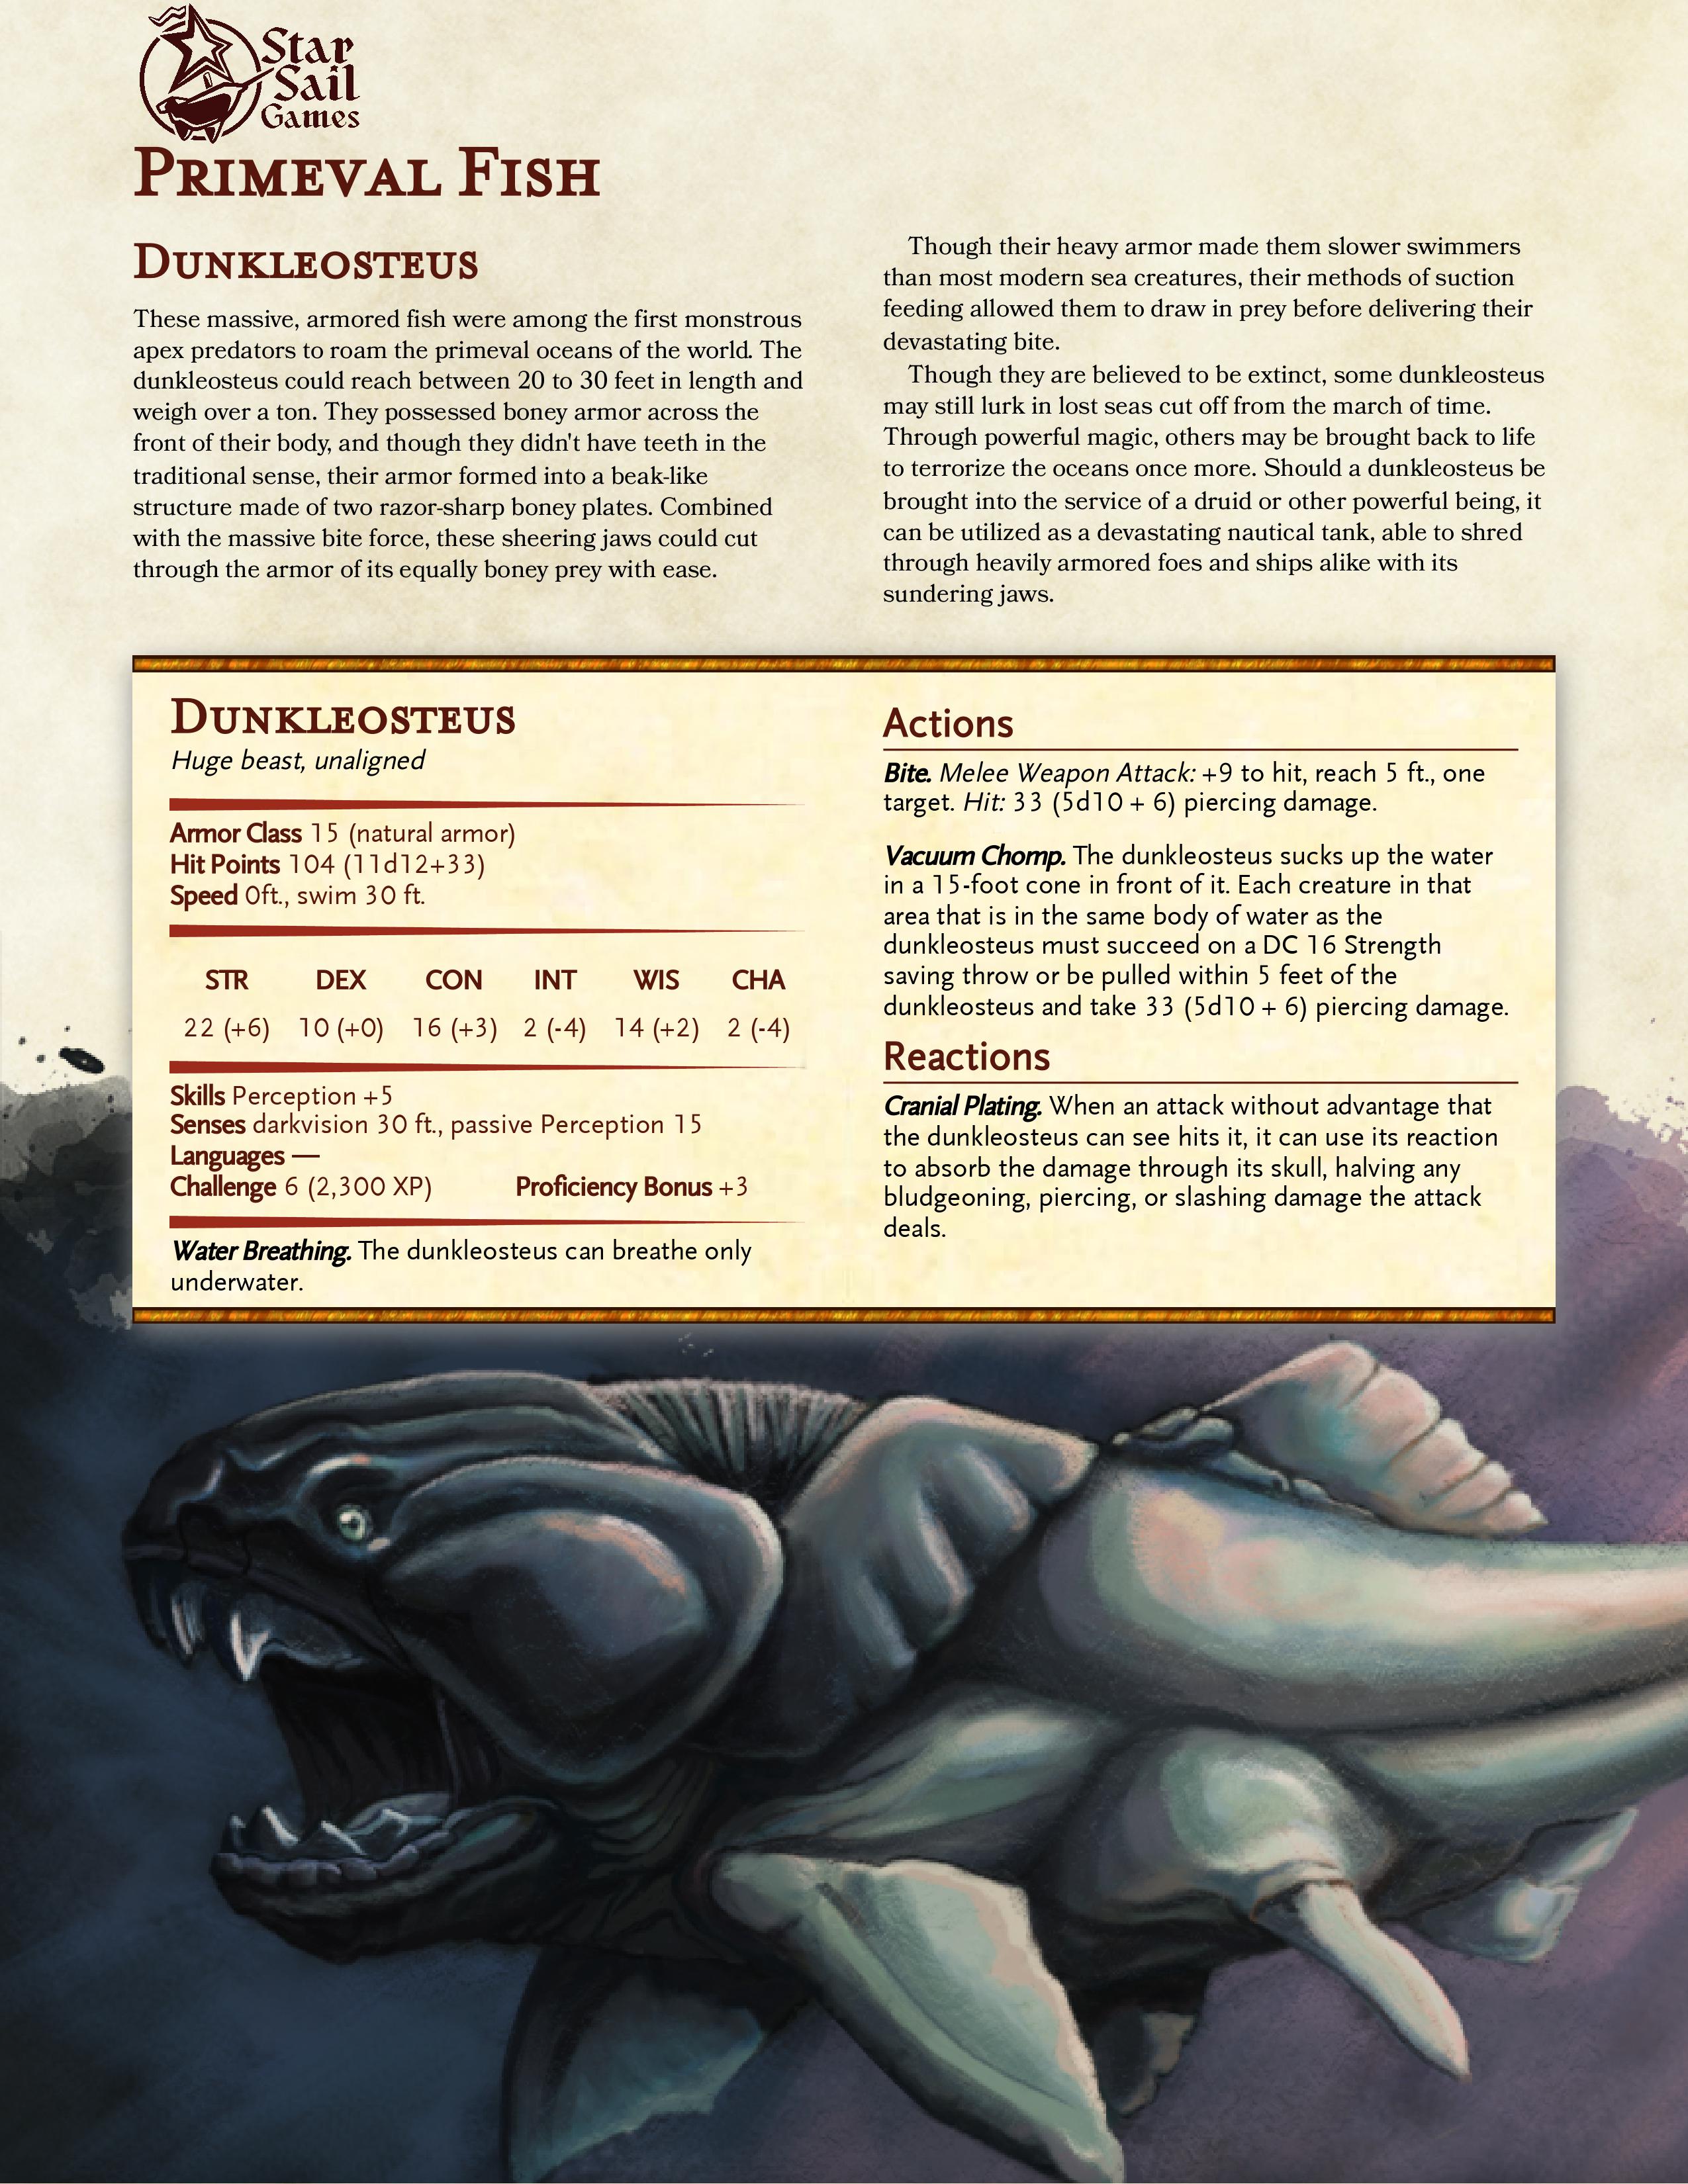 Star
Sail
Games
Primeval Fish
Dunkleosteus
These massive, armored fish were among the first monstrous
apex predators to roam the primeval oceans of the world. The
dunkleosteus could reach between 20 to 30 feet in length and
weigh over a ton. They possessed boney armor across the
front of their body, and though they didn't have teeth in the
traditional sense, their armor formed into a beak-like
structure made of two razor-sharp boney plates. Combined
with the massive bite force, these sheering jaws could cut
through the armor of its equally boney prey with ease.
Though their heavy armor made them slower swimmers
than most modern sea creatures, their methods of suction
feeding allowed them to draw in prey before delivering their
devastating bite.
Though they are believed to be extinct, some dunkleosteus
may still lurk in lost seas cut off from the march of time.
Through powerful magic, others may be brought back to life
to terrorize the oceans once more. Should a dunkleosteus be
brought into the service of a druid or other powerful being, it
can be utilized as a devastating nautical tank, able to shred
through heavily armored foes and ships alike with its
sundering jaws.
Dunkleosteus
Huge beast, unaligned
Armor Class 15 (natural armor)
Hit Points 104 (11d12+33)
Speed 0ft., swim 30 ft.
STR DEX CON INT WIS CHA
22 (+6) 10 (+0) 16 (+3) 2 (-4) 14 (+2) 2 (-4)
Skills Perception +5
Senses darkvision 30 ft., passive Perception 15
Languages —
Challenge 6 (2,300 XP) Proficiency Bonus +3
Water Breathing. The dunkleosteus can breathe only
underwater.
Actions
Bite. Melee Weapon Attack: +9 to hit, reach 5 ft., one
target. Hit: 33 (5d10 + 6) piercing damage.
Vacuum Chomp. The dunkleosteus sucks up the water
in a 15-foot cone in front of it. Each creature in that
area that is in the same body of water as the
dunkleosteus must succeed on a DC 16 Strength
saving throw or be pulled within 5 feet of the
dunkleosteus and take 33 (5d10 + 6) piercing damage.
Reactions
Cranial Plating. When an attack without advantage that
the dunkleosteus can see hits it, it can use its reaction
to absorb the damage through its skull, halving any
bludgeoning, piercing, or slashing damage the attack
deals.